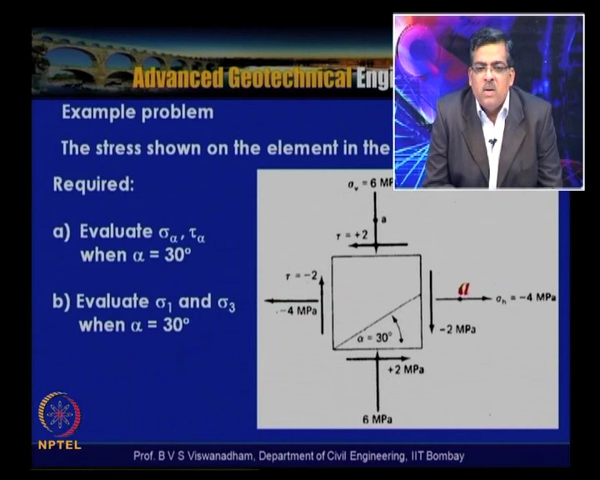 Advanced Geotechnical Engi
Example problem
The stress shown on the element in the
Required:
a) Evaluate σα, τα
when α = 30°
b) Evaluate σ1 and σ3
when α = 30°
σv = 6 MP
a
τ = +2
τ = −2
−4 MPa
a
σh = −4 MPa
−2 MPa
α = 30°
+2 MPa
6 MPa
NPTEL
Prof. B V S Viswanadham, Department of Civil Engineering, IIT Bombay